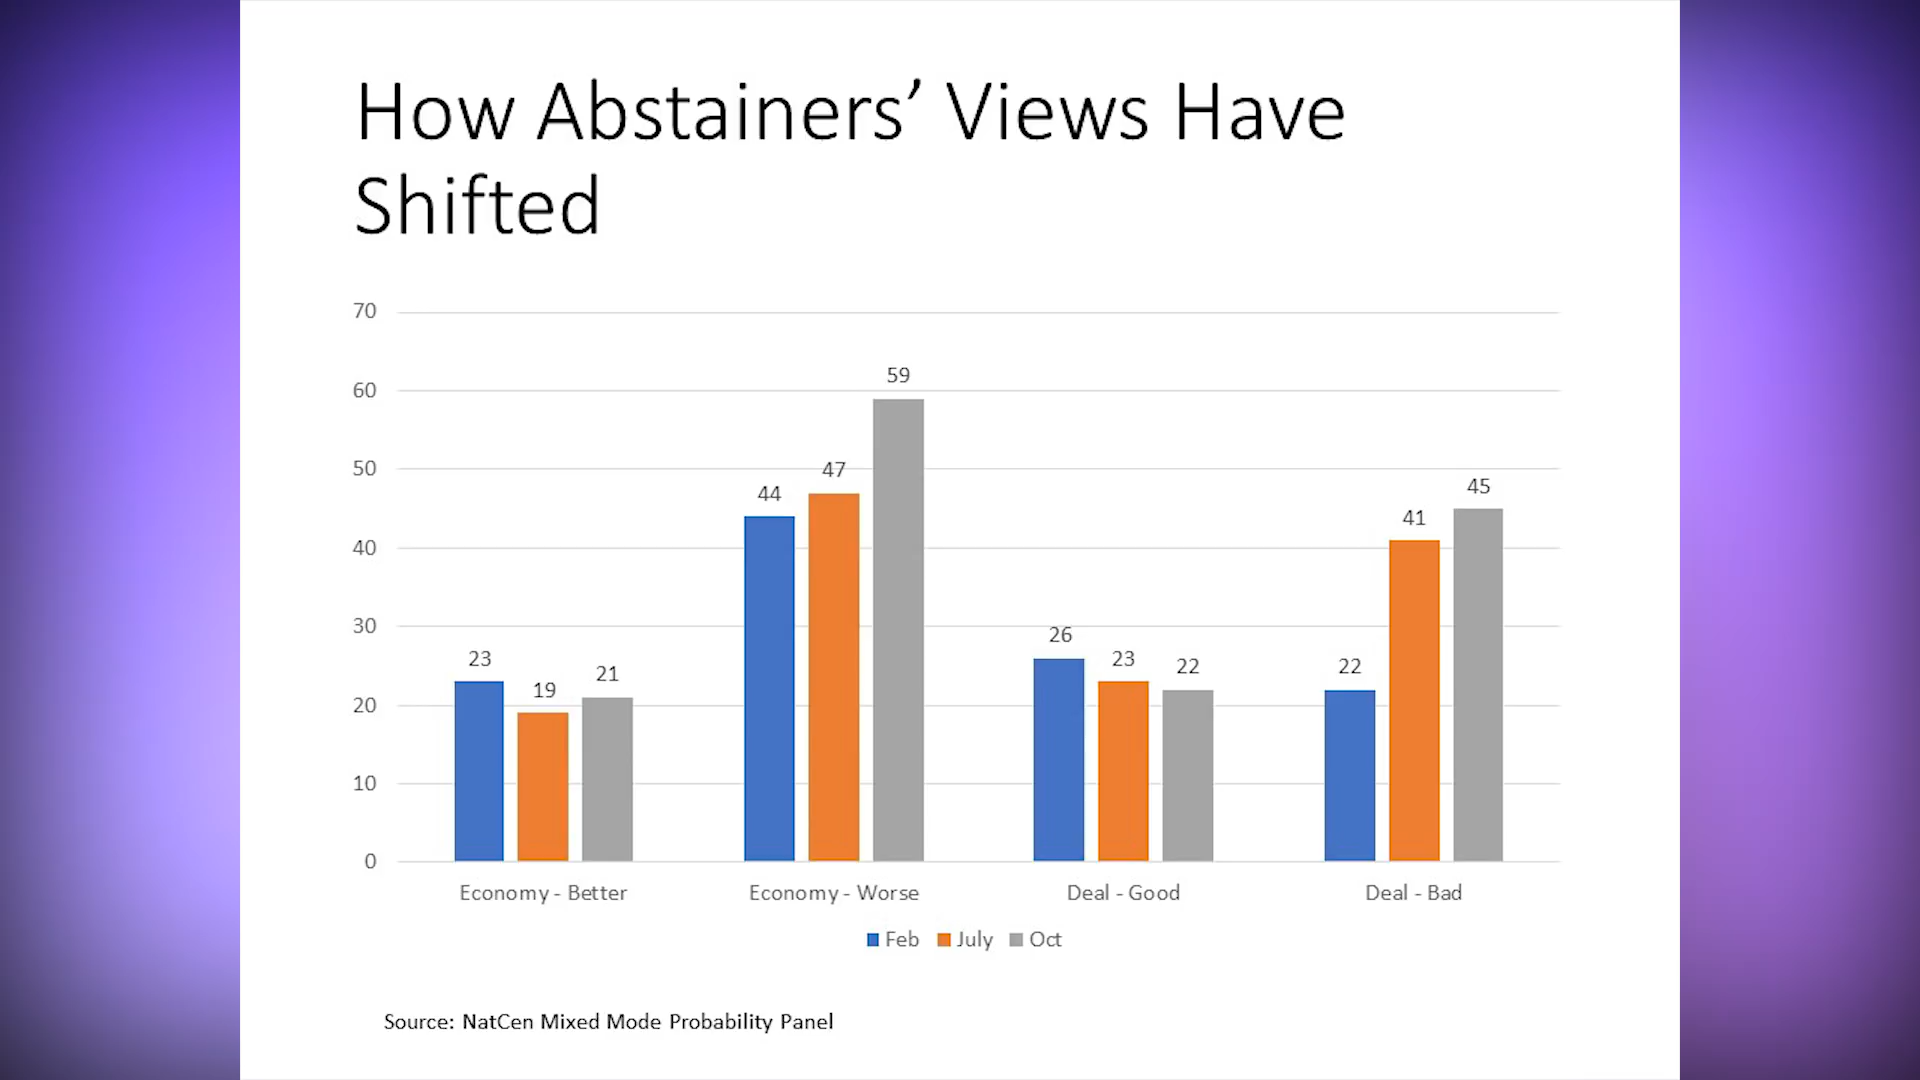 How Abstainers’ Views Have
Shifted
70
60
50
40
30
20
10
0
23
19
21
44
47
59
26
23
22
22
41
45
Economy - Better
Economy - Worse
Deal - Good
Deal - Bad
Feb July Oct
Source: NatCen Mixed Mode Probability Panel